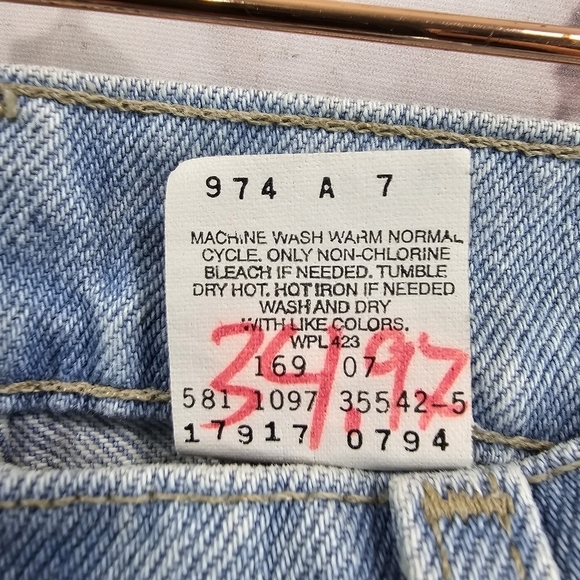 974 A 7
MACHINE WASH WARM NORMAL
CYCLE. ONLY NON-CHLORINE
BLEACH IF NEEDED. TUMBLE
DRY HOT. HOT IRON IF NEEDED
WASH AND DRY
WITH LIKE COLORS.
WPL 423
34.97
169 07
581 1097 35542-5
17917 0794